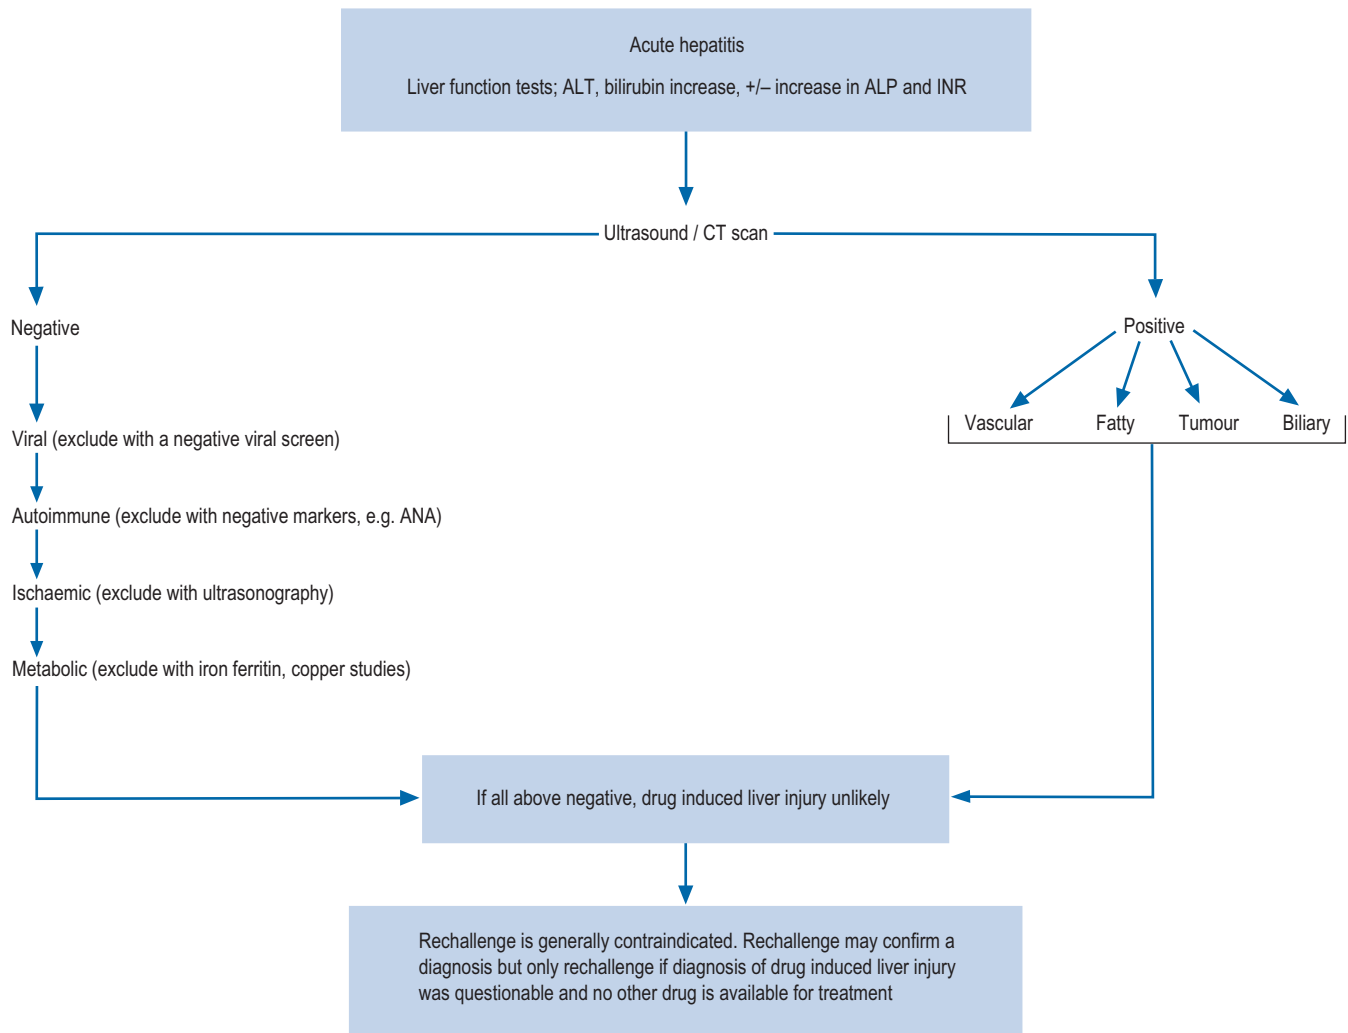 Acute hepatitis
Liver function tests; ALT, bilirubin increase, +/– increase in ALP and INR
Ultrasound / CT scan
Negative
Positive
Vascular
Fatty
Tumour
Biliary
Viral (exclude with a negative viral screen)
Autoimmune (exclude with negative markers, e.g. ANA)
Ischaemic (exclude with ultrasonography)
Metabolic (exclude with iron ferritin, copper studies)
If all above negative, drug induced liver injury unlikely
Rechallenge is generally contraindicated. Rechallenge may confirm a
diagnosis but only rechallenge if diagnosis of drug induced liver injury
was questionable and no other drug is available for treatment